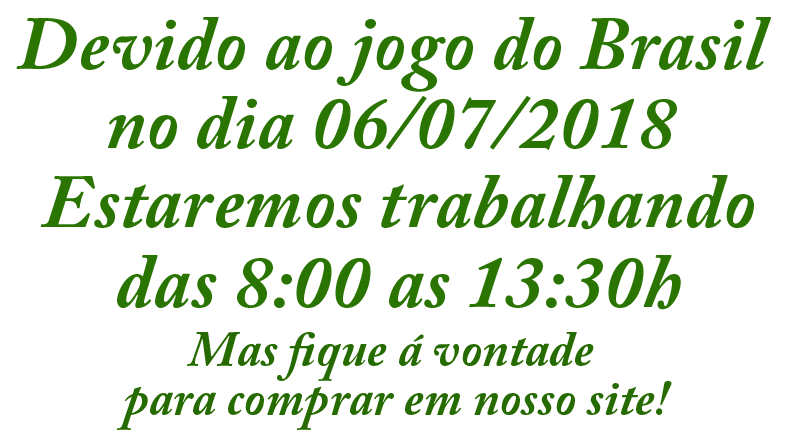 Devido ao jogo do Brasil
no dia 06/07/2018
Estaremos trabalhando
das 8:00 as 13:30h
Mas fique á vontade
para comprar em nosso site!